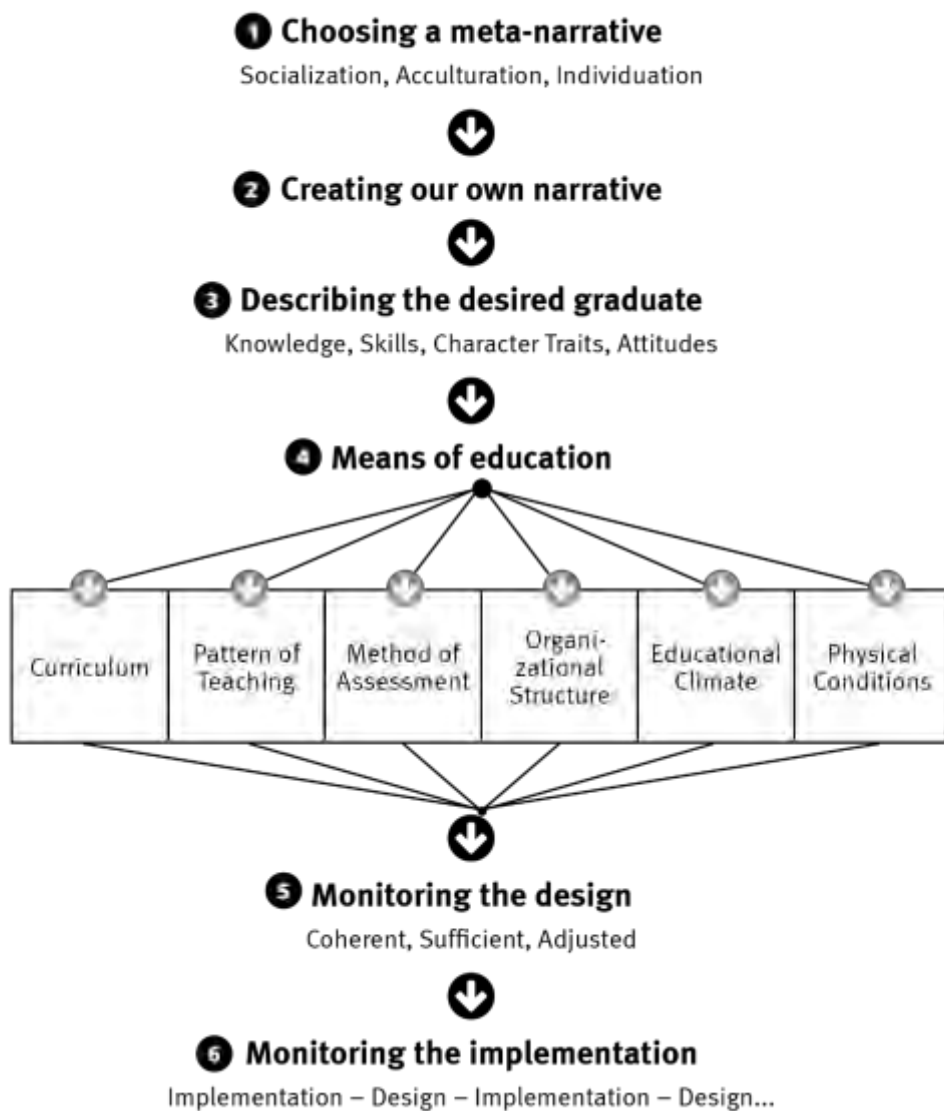 1 Choosing a meta-narrative
Socialization, Acculturation, Individuation
2 Creating our own narrative
3 Describing the desired graduate
Knowledge, Skills, Character Traits, Attitudes
4 Means of education
Curriculum
Pattern of
Teaching
Method of
Assessment
Organi-
zational
Structure
Educational
Climate
Physical
Conditions
5 Monitoring the design
Coherent, Sufficient, Adjusted
6 Monitoring the implementation
Implementation – Design – Implementation – Design...